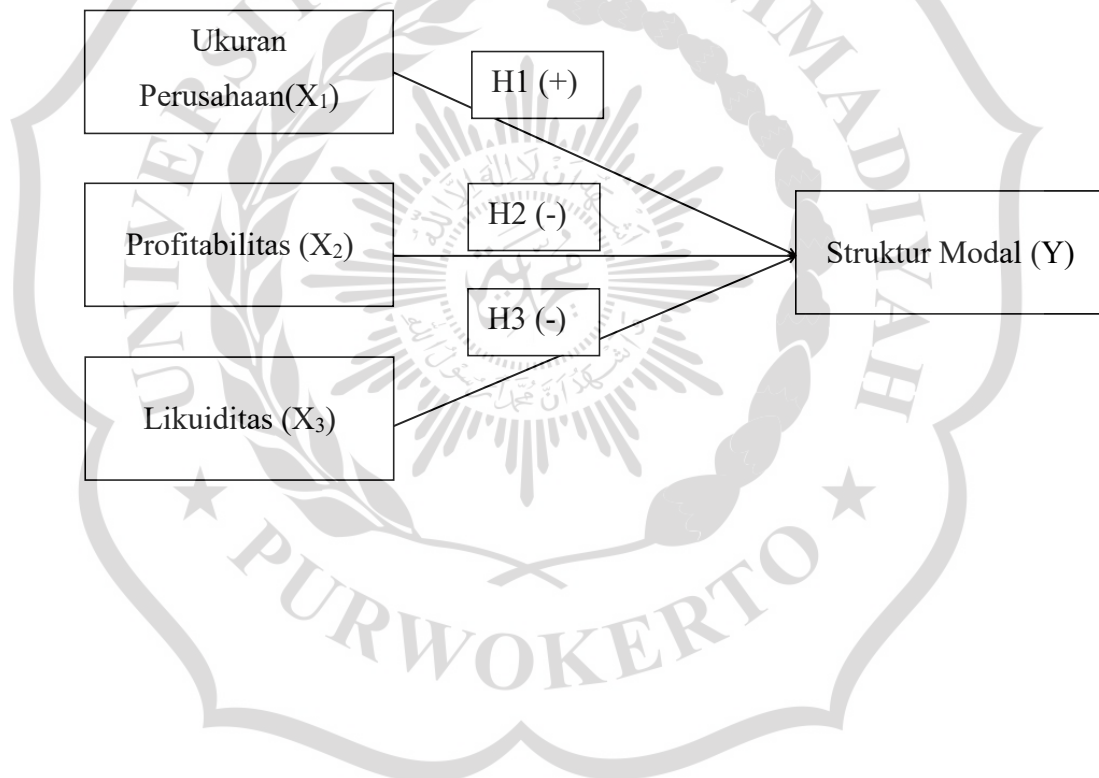 Ukuran
Perusahaan(X₁)
H1 (+)
Profitabilitas (X₂)
H2 (-)
Struktur Modal (Y)
H3 (-)
Likuiditas (X₃)
PURWOKERTO